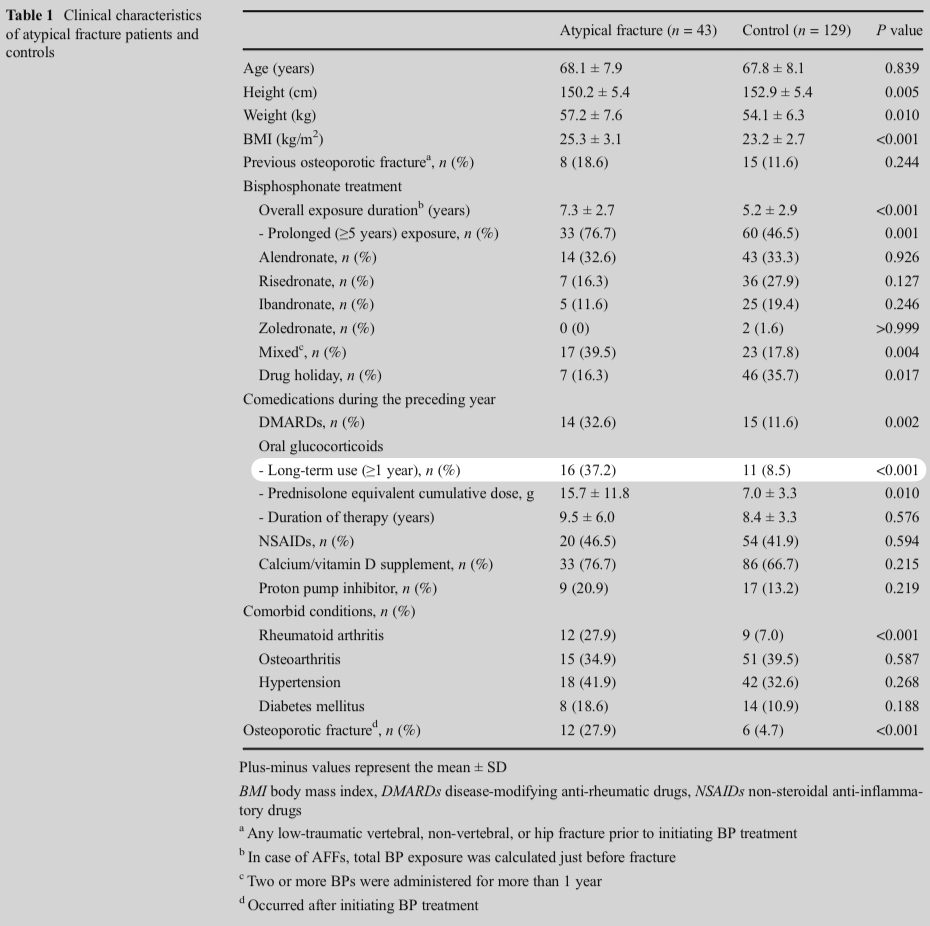 Table 1 Clinical characteristics
of atypical fracture patients and
controls
Atypical fracture (n = 43) Control (n = 129) P value
Age (years) 68.1 ± 7.9 67.8 ± 8.1 0.839
Height (cm) 150.2 ± 5.4 152.9 ± 5.4 0.005
Weight (kg) 57.2 ± 7.6 54.1 ± 6.3 0.010
BMI (kg/m²) 25.3 ± 3.1 23.2 ± 2.7 <0.001
Previous osteoporotic fractureᵃ, n (%) 8 (18.6) 15 (11.6) 0.244
Bisphosphonate treatment
Overall exposure durationᵇ (years) 7.3 ± 2.7 5.2 ± 2.9 <0.001
- Prolonged (≥5 years) exposure, n (%) 33 (76.7) 60 (46.5) 0.001
Alendronate, n (%) 14 (32.6) 43 (33.3) 0.926
Risedronate, n (%) 7 (16.3) 36 (27.9) 0.127
Ibandronate, n (%) 5 (11.6) 25 (19.4) 0.246
Zoledronate, n (%) 0 (0) 2 (1.6) >0.999
Mixedᶜ, n (%) 17 (39.5) 23 (17.8) 0.004
Drug holiday, n (%) 7 (16.3) 46 (35.7) 0.017
Comedications during the preceding year
DMARDs, n (%) 14 (32.6) 15 (11.6) 0.002
Oral glucocorticoids
- Long-term use (≥1 year), n (%) 16 (37.2) 11 (8.5) <0.001
- Prednisolone equivalent cumulative dose, g 15.7 ± 11.8 7.0 ± 3.3 0.010
- Duration of therapy (years) 9.5 ± 6.0 8.4 ± 3.3 0.576
NSAIDs, n (%) 20 (46.5) 54 (41.9) 0.594
Calcium/vitamin D supplement, n (%) 33 (76.7) 86 (66.7) 0.215
Proton pump inhibitor, n (%) 9 (20.9) 17 (13.2) 0.219
Comorbid conditions, n (%)
Rheumatoid arthritis 12 (27.9) 9 (7.0) <0.001
Osteoarthritis 15 (34.9) 51 (39.5) 0.587
Hypertension 18 (41.9) 42 (32.6) 0.268
Diabetes mellitus 8 (18.6) 14 (10.9) 0.188
Osteoporotic fractureᵈ, n (%) 12 (27.9) 6 (4.7) <0.001
Plus-minus values represent the mean ± SD
BMI body mass index, DMARDs disease-modifying anti-rheumatic drugs, NSAIDs non-steroidal anti-inflamma-
tory drugs
ᵃ Any low-traumatic vertebral, non-vertebral, or hip fracture prior to initiating BP treatment
ᵇ In case of AFFs, total BP exposure was calculated just before fracture
ᶜ Two or more BPs were administered for more than 1 year
ᵈ Occurred after initiating BP treatment